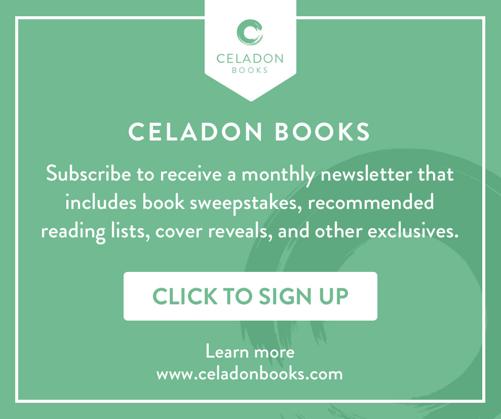 CELADON
BOOKS
CELADON BOOKS
Subscribe to receive a monthly newsletter that
includes book sweepstakes, recommended
reading lists, cover reveals, and other exclusives.
CLICK TO SIGN UP
Learn more
www.celadonbooks.com